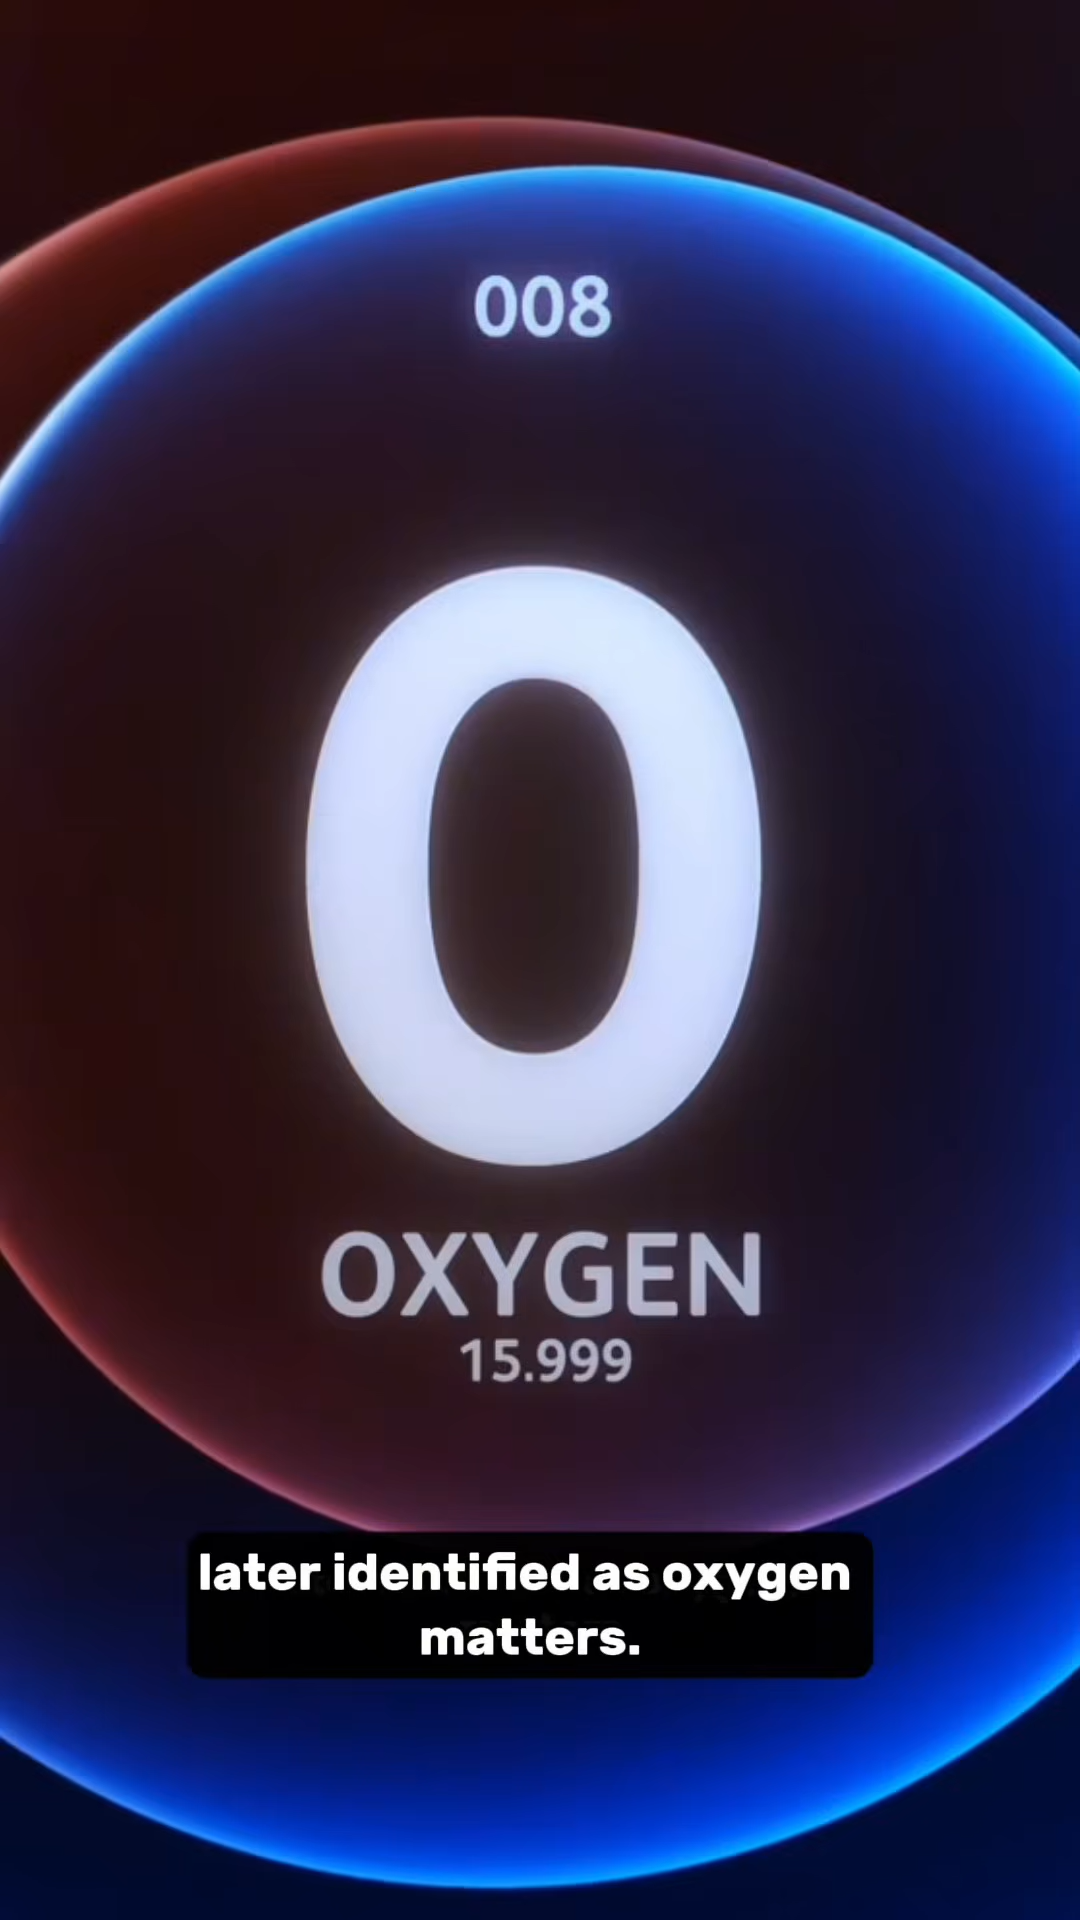 008
O
OXYGEN
15.999
later identified as oxygen
matters.